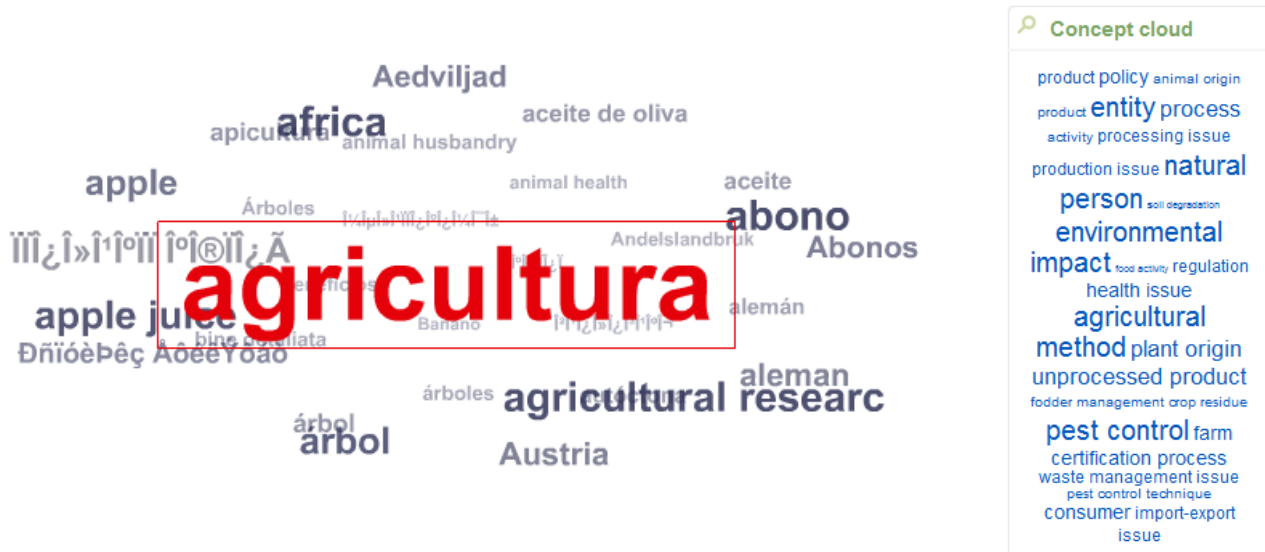 Aedviljad
africa
aceite de oliva
apicultura
animal husbandry
apple
animal health
aceite
Árboles
abono
Andelslandbruk
Abonos
agricultura
beneficios
alemán
apple juice
Banano
aleman
árboles
agricultural researc
autóctona
árbol
árbol
Austria
Concept cloud
product policy animal origin
product entity process
activity processing issue
production issue natural
person soil degradation
environmental
impact food activity regulation
health issue
agricultural
method plant origin
unprocessed product
fodder management crop residue
pest control farm
certification process
waste management issue
pest control technique
consumer import-export
issue